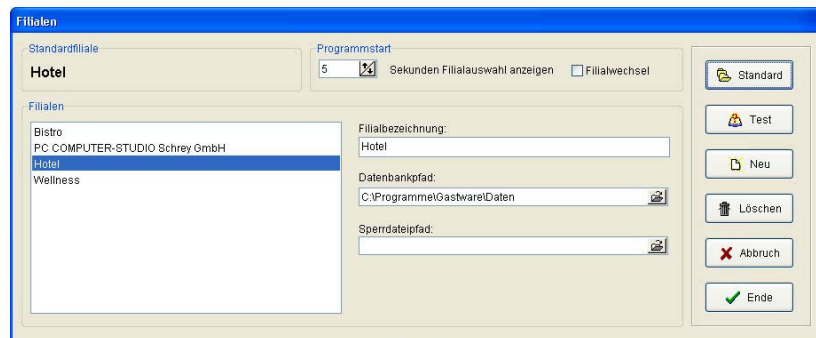 Filialen
Standardfiliale
Hotel
Programmstart
5 Sekunden Filialauswahl anzeigen Filialwechsel
Filialen
Bistro
PC COMPUTER-STUDIO Schrey GmbH
Hotel
Wellness
Filialbezeichnung:
Hotel
Datenbankpfad:
C:\Programme\Gastware\Daten
Sperrdateipfad:
Standard
Test
Neu
Löschen
Abbruch
Ende